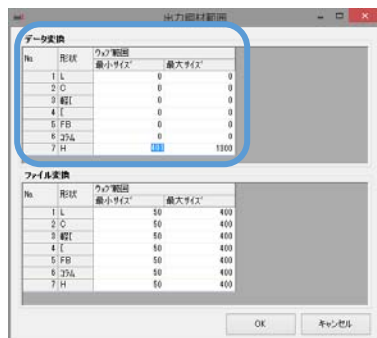 出力鋼材範囲
データ変換
No. 形状 ウェブ範囲
最小サイズ 最大サイズ
1 L 0 0
2 C 0 0
3 軽[ 0 0
4 [ 0 0
5 FB 0 0
6 コラム 0 0
7 H 1000
ファイル変換
No. 形状 ウェブ範囲
最小サイズ 最大サイズ
1 L 50 400
2 C 50 400
3 軽[ 50 400
4 [ 50 400
5 FB 50 400
6 コラム 50 400
7 H 50 400
OK キャンセル